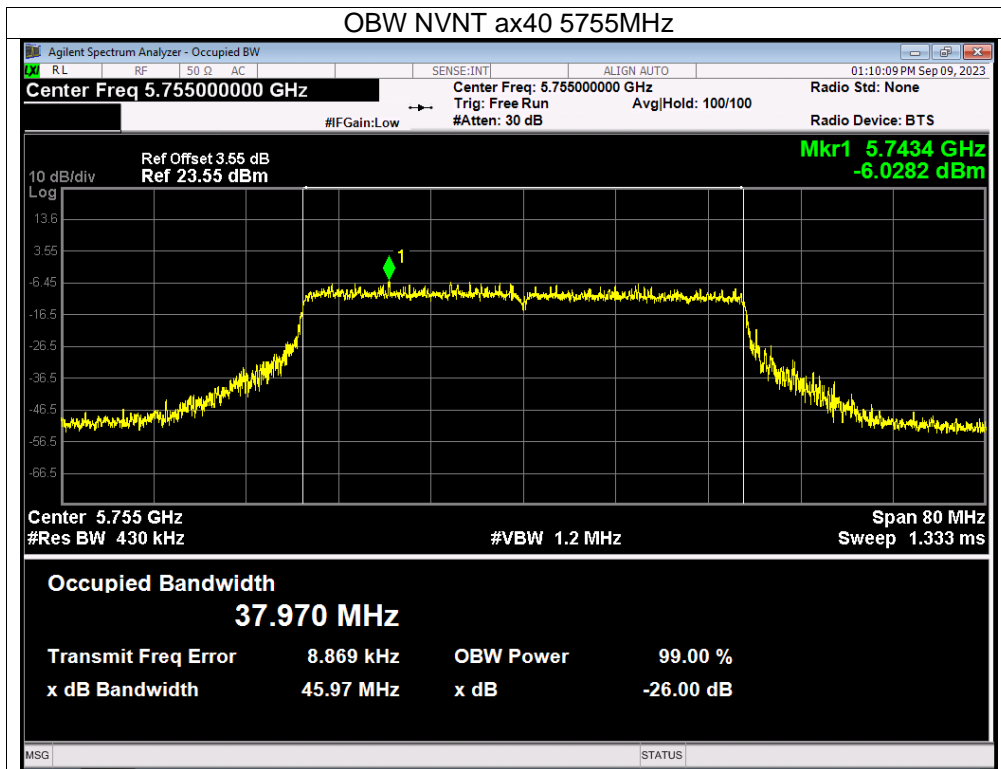 OBW NVNT ax40 5755MHz
Agilent Spectrum Analyzer - Occupied BW
LXI RL RF 50 Ω AC SENSE:INT ALIGN AUTO 01:10:09 PM Sep 09, 2023
Center Freq 5.755000000 GHz Center Freq: 5.755000000 GHz Radio Std: None
Trig: Free Run Avg|Hold: 100/100
#IFGain:Low #Atten: 30 dB Radio Device: BTS
Ref Offset 3.55 dB Mkr1 5.7434 GHz
10 dB/div Ref 23.55 dBm -6.0282 dBm
Log
13.6
3.55
1
-6.45
-16.5
-26.5
-36.5
-46.5
-56.5
-66.5
Center 5.755 GHz Span 80 MHz
#Res BW 430 kHz #VBW 1.2 MHz Sweep 1.333 ms
Occupied Bandwidth
37.970 MHz
Transmit Freq Error 8.869 kHz OBW Power 99.00 %
x dB Bandwidth 45.97 MHz x dB -26.00 dB
MSG STATUS